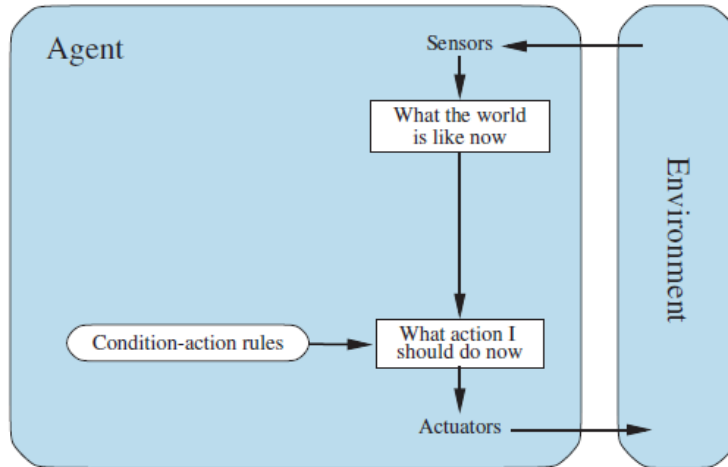 Agent
Sensors
What the world
is like now
Environment
Condition-action rules
What action I
should do now
Actuators